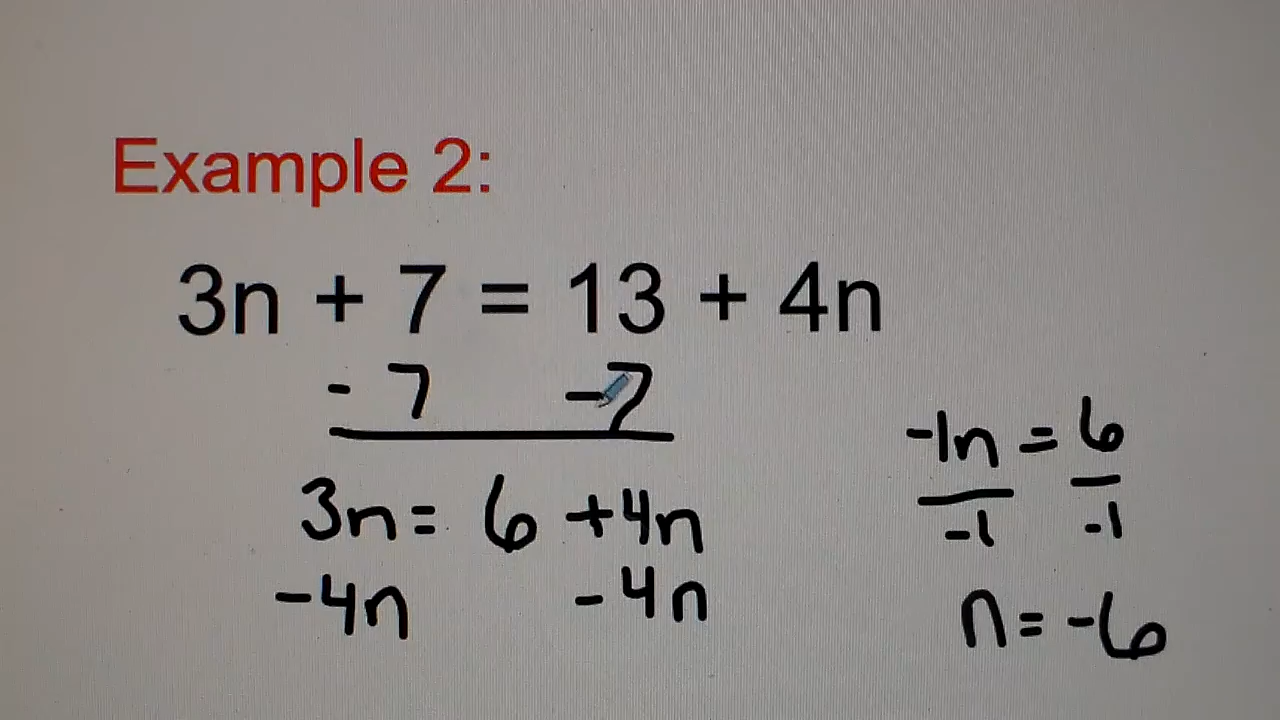 Example 2:
3n + 7 = 13 + 4n
- 7 -7
3n = 6 +4n
-4n -4n
-1n = 6
-1 -1
n = -6